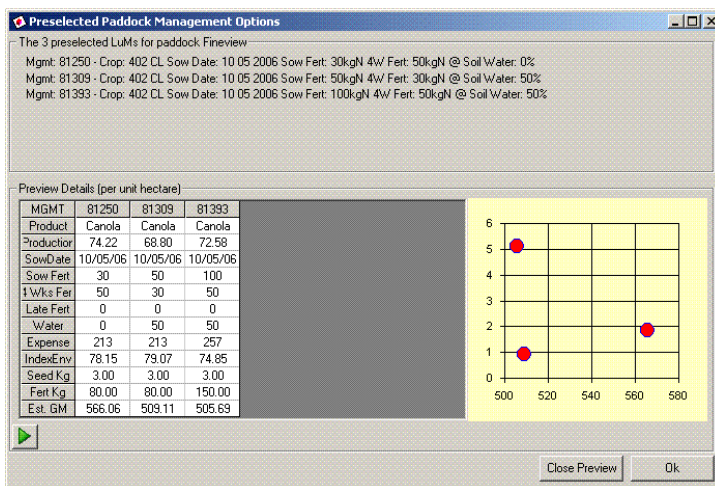 Preselected Paddock Management Options
The 3 preselected LuMs for paddock Fineview
Mgmt: 81250 - Crop: 402 CL Sow Date: 10 05 2006 Sow Fert: 30kgN 4W Fert: 50kgN @ Soil Water: 0%
Mgmt: 81309 - Crop: 402 CL Sow Date: 10 05 2006 Sow Fert: 50kgN 4W Fert: 30kgN @ Soil Water: 50%
Mgmt: 81393 - Crop: 402 CL Sow Date: 10 05 2006 Sow Fert: 100kgN 4W Fert: 50kgN @ Soil Water: 50%
Preview Details (per unit hectare)
MGMT 81250 81309 81393
Product Canola Canola Canola
Production 74.22 68.80 72.58
SowDate 10/05/06 10/05/06 10/05/06
Sow Fert 30 50 100
4 Wks Fer 50 30 50
Late Fert 0 0 0
Water 0 50 50
Expense 213 213 257
IndexEnv 78.15 79.07 74.85
Seed Kg 3.00 3.00 3.00
Fert Kg 80.00 80.00 150.00
Est. GM 566.06 509.11 505.69
6
5
4
3
2
1
0
500 520 540 560 580
Close Preview Ok